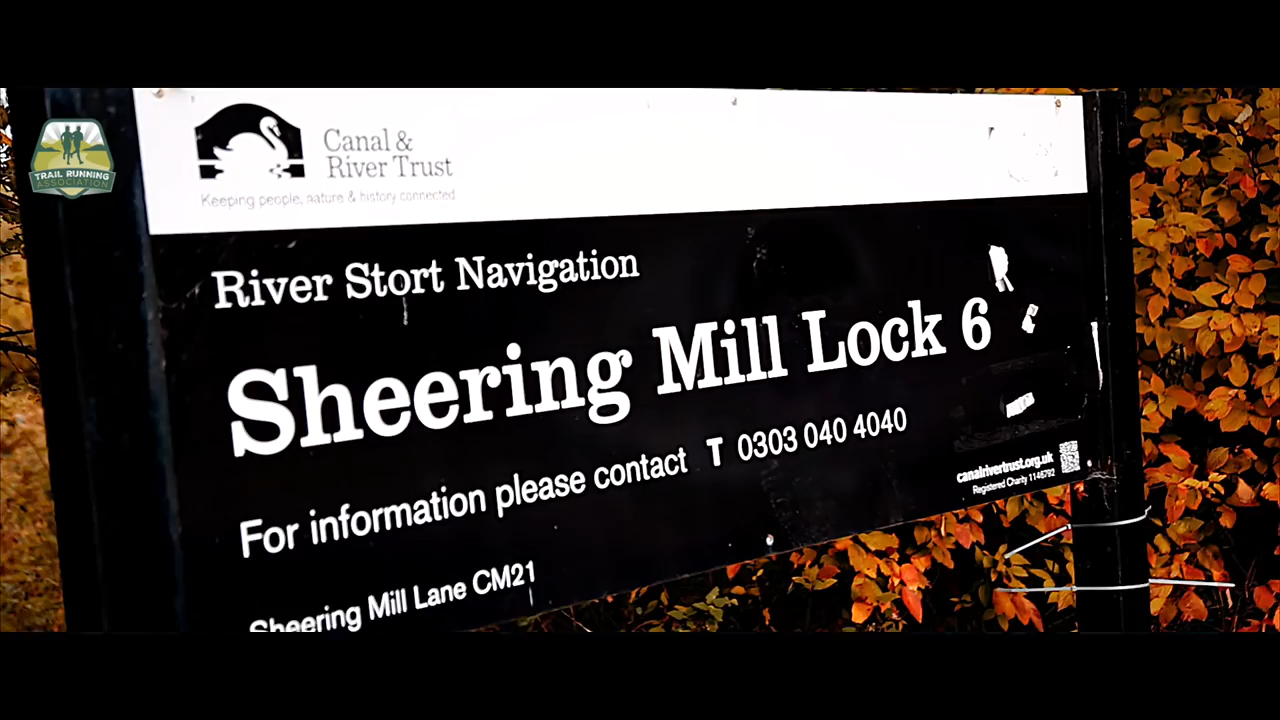 TRAIL RUNNING
ASSOCIATION
Canal &
River Trust
Keeping people, nature & history connected
River Stort Navigation
Sheering Mill Lock 6
For information please contact T 0303 040 4040
canalrivertrust.org.uk
Registered Charity 1146792
Sheering Mill Lane CM21